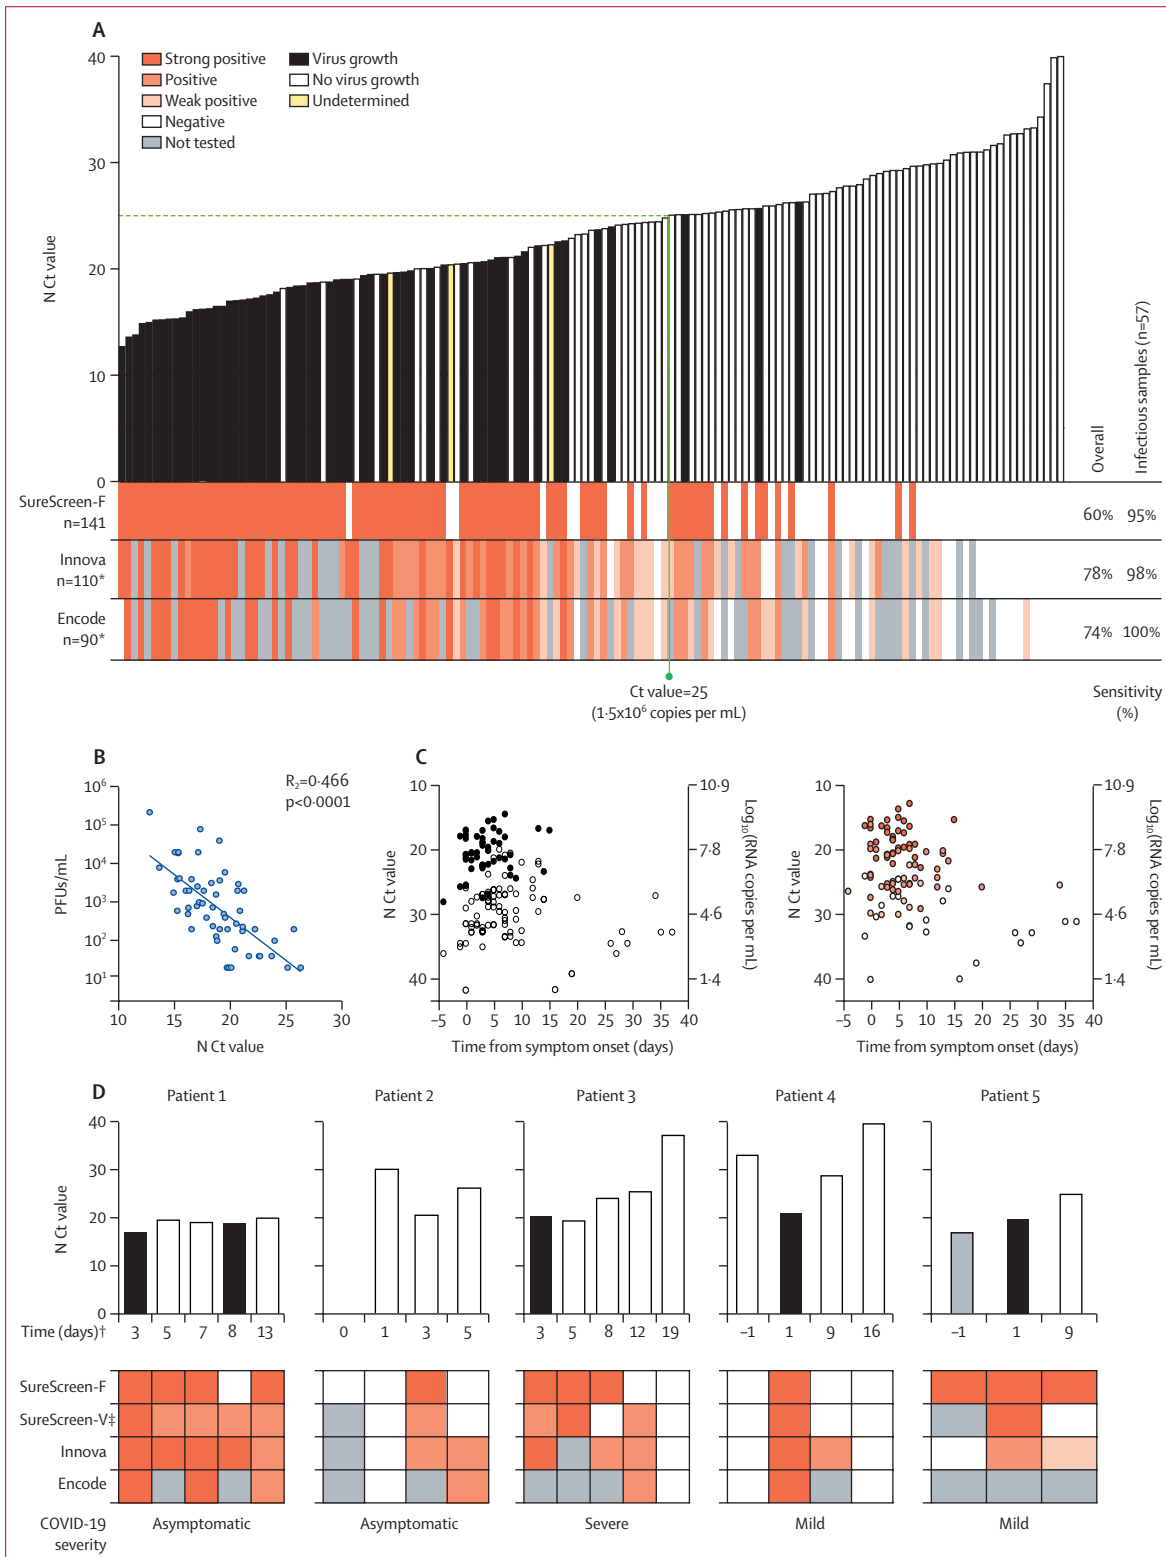 A
Strong positive
Positive
Weak positive
Negative
Not tested
Virus growth
No virus growth
Undetermined
40
30
20
10
0
N Ct value
Overall
Infectious samples (n=57)
SureScreen-F
n=141
60% 95%
Innova
n=110*
78% 98%
Encode
n=90*
74% 100%
Ct value=25
(1·5x10⁶ copies per mL)
Sensitivity
(%)
B
R₂=0·466
p<0·0001
10⁶
10⁵
10⁴
10³
10²
10¹
PFUs/mL
10 15 20 30
N Ct value
C
10
20
30
40
N Ct value
10·9
7·8
4·6
1·4
Log₁₀(RNA copies per mL)
–5 0 5 10 15 20 25 30 35 40
Time from symptom onset (days)
10
20
30
40
N Ct value
10·9
7·8
4·6
1·4
Log₁₀(RNA copies per mL)
–5 0 5 10 15 20 25 30 35 40
Time from symptom onset (days)
D
Patient 1 Patient 2 Patient 3 Patient 4 Patient 5
40
30
20
10
0
N Ct value
Time (days)† 3 5 7 8 13 0 1 3 5 3 5 8 12 19 –1 1 9 16 –1 1 9
SureScreen-F
SureScreen-V‡
Innova
Encode
COVID-19
severity
Asymptomatic Asymptomatic Severe Mild Mild